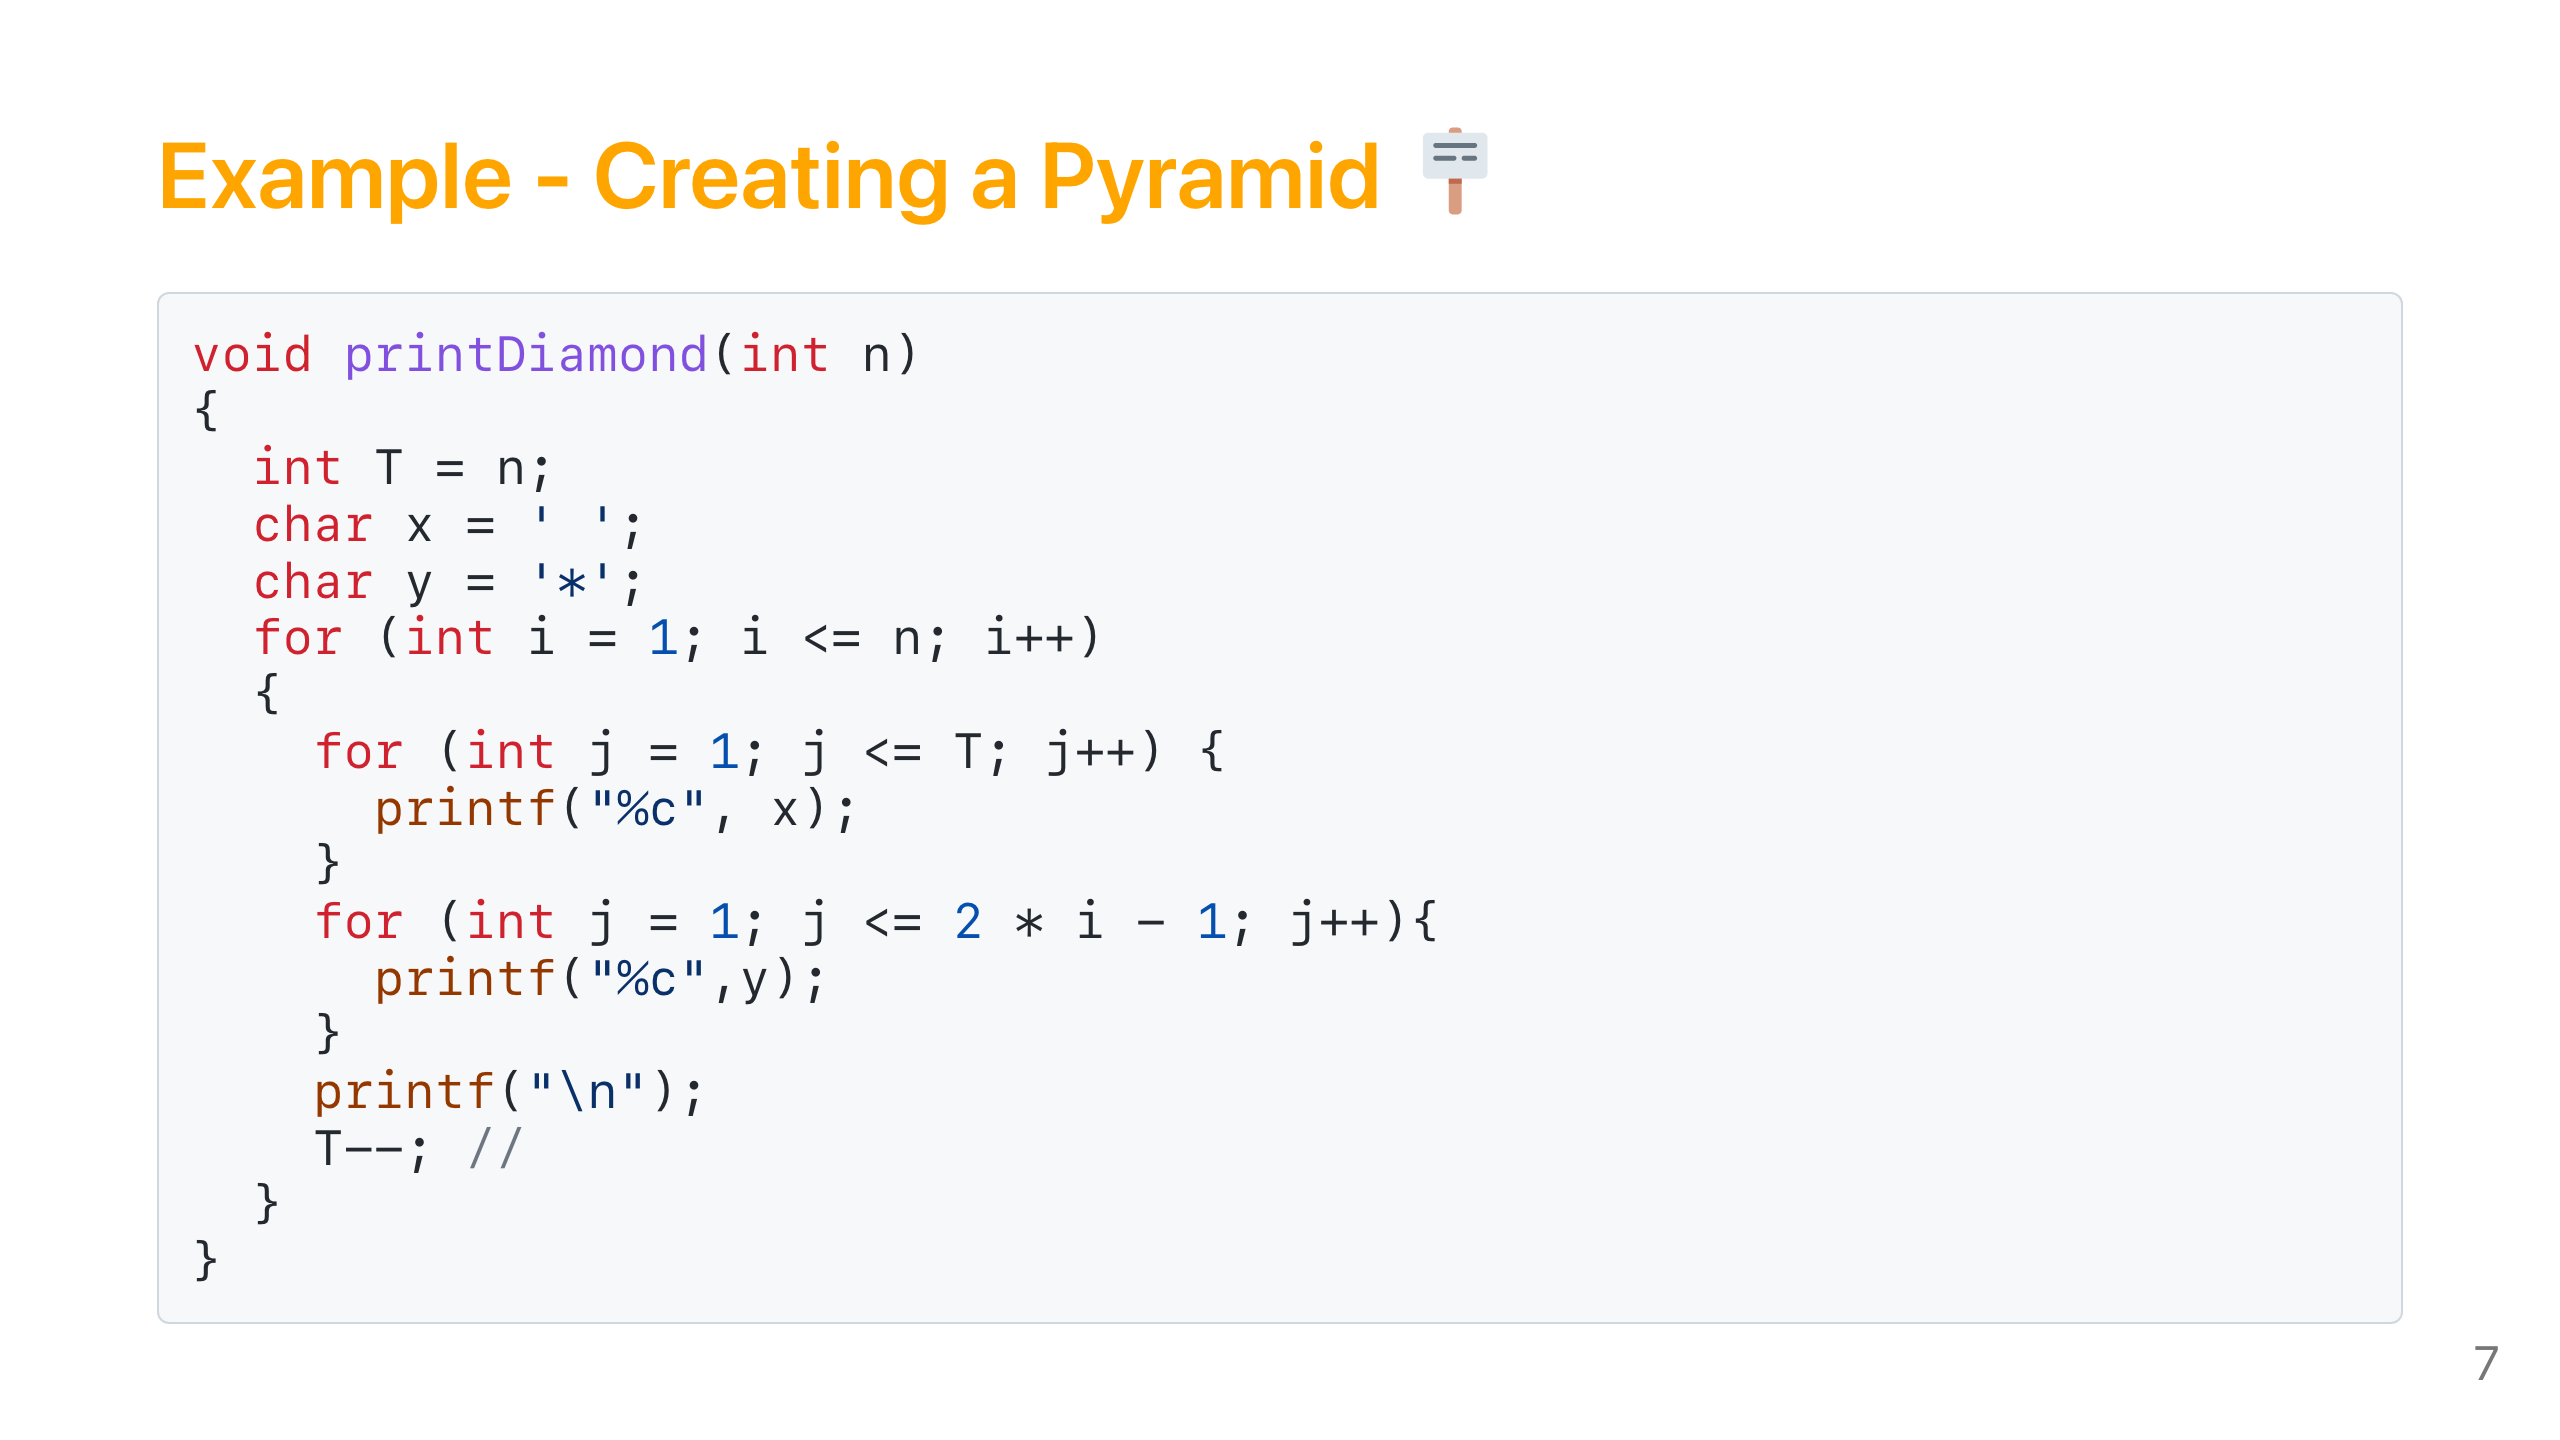 Example - Creating a Pyramid
void printDiamond(int n)
{
  int T = n;
  char x = ' ';
  char y = '*';
  for (int i = 1; i <= n; i++)
  {
    for (int j = 1; j <= T; j++) {
      printf("%c", x);
    }
    for (int j = 1; j <= 2 * i - 1; j++){
      printf("%c",y);
    }
    printf("\n");
    T--; //
  }
}
7